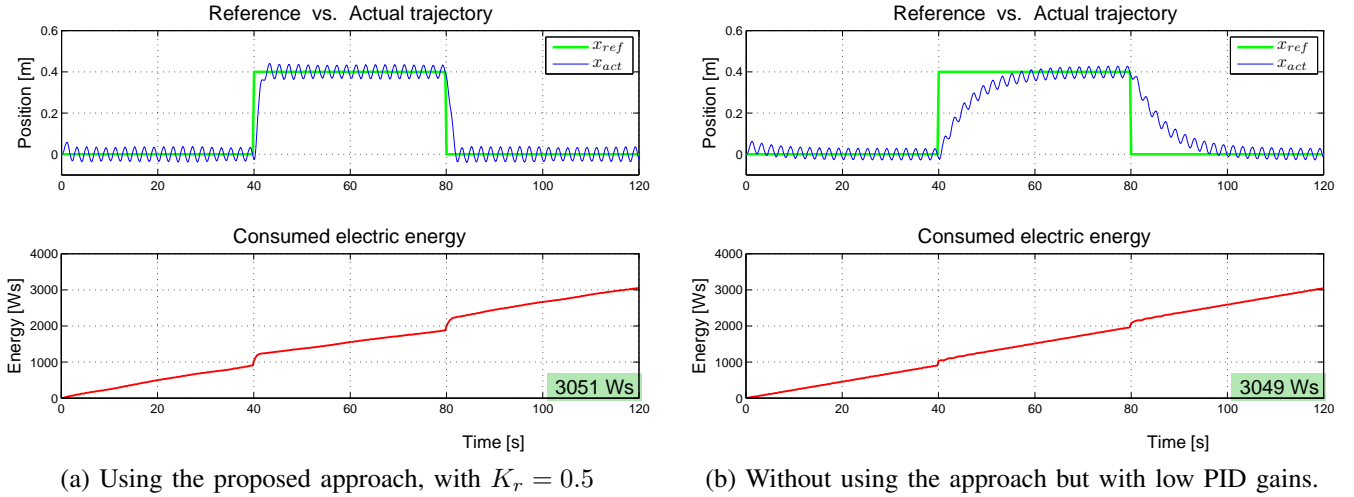 Reference vs. Actual trajectory
Position [m]
0.6
0.4
0.2
0
x_ref
x_act
0 20 40 60 80 100 120
Consumed electric energy
Energy [Ws]
4000
3000
2000
1000
0
3051 Ws
0 20 40 60 80 100 120
Time [s]
(a) Using the proposed approach, with K_r = 0.5
Reference vs. Actual trajectory
Position [m]
0.6
0.4
0.2
0
x_ref
x_act
0 20 40 60 80 100 120
Consumed electric energy
Energy [Ws]
4000
3000
2000
1000
0
3049 Ws
0 20 40 60 80 100 120
Time [s]
(b) Without using the approach but with low PID gains.